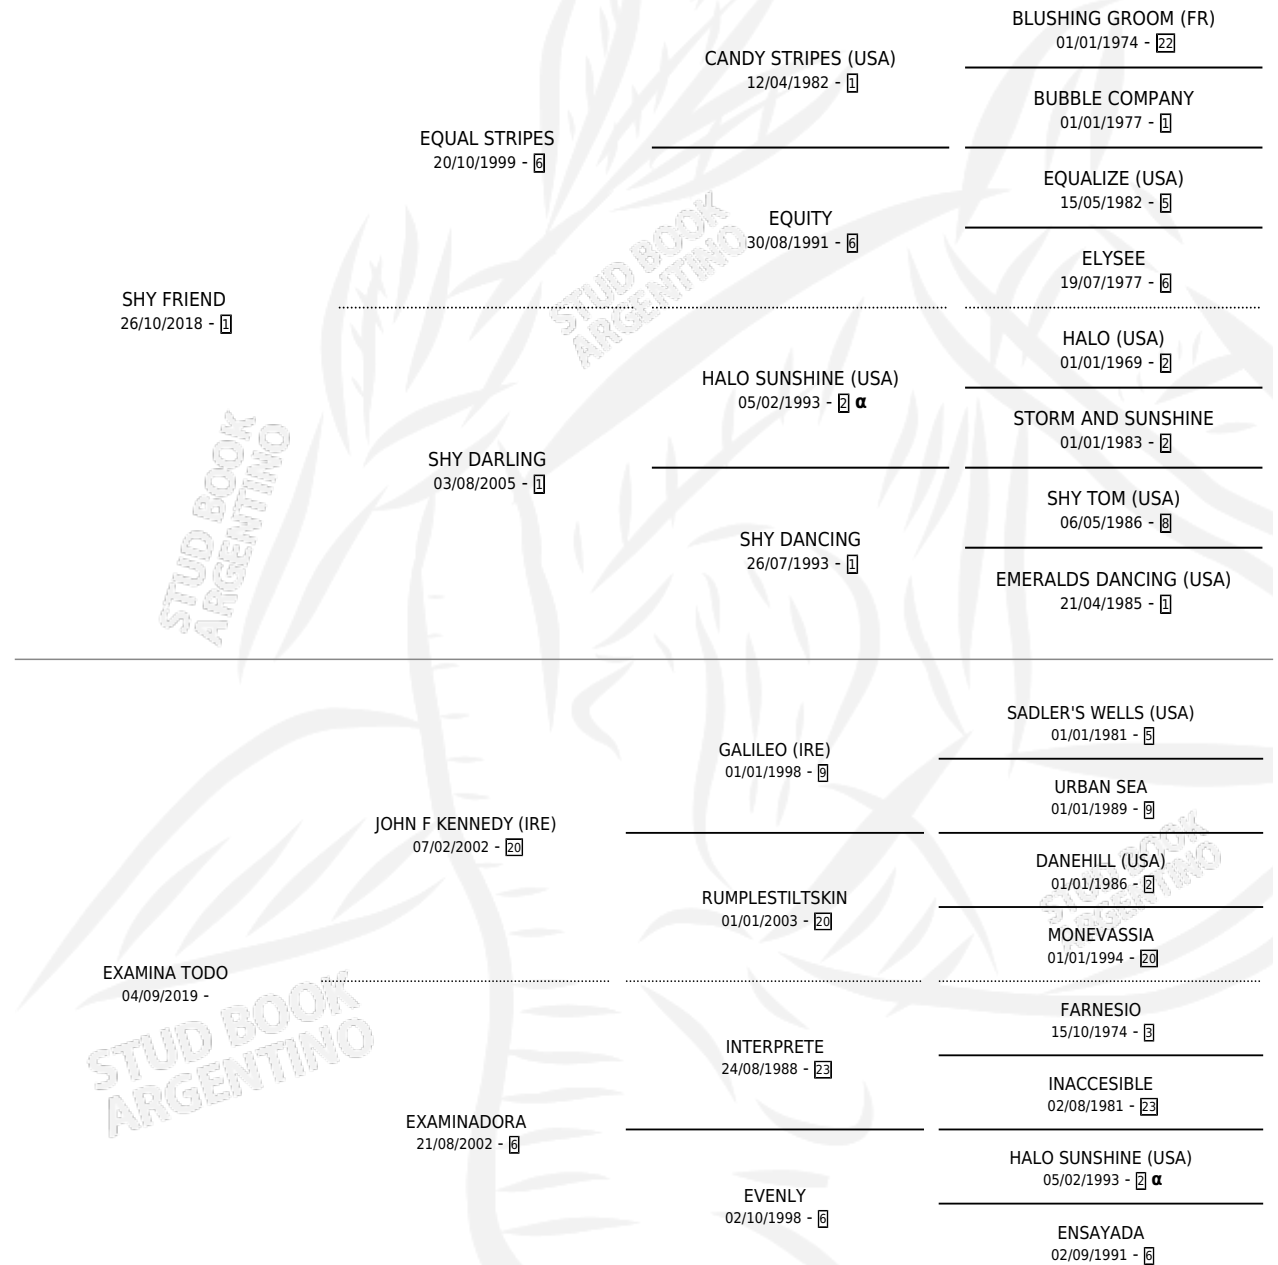 BLUSHING GROOM (FR)
01/01/1974 - 22
CANDY STRIPES (USA)
12/04/1982 - 1
BUBBLE COMPANY
01/01/1977 - 1
EQUAL STRIPES
20/10/1999 - 6
EQUALIZE (USA)
15/05/1982 - 5
EQUITY
30/08/1991 - 6
ELYSEE
19/07/1977 - 6
SHY FRIEND
26/10/2018 - 1
HALO (USA)
01/01/1969 - 2
HALO SUNSHINE (USA)
05/02/1993 - 2 α
STORM AND SUNSHINE
01/01/1983 - 2
SHY DARLING
03/08/2005 - 1
SHY TOM (USA)
06/05/1986 - 8
SHY DANCING
26/07/1993 - 1
EMERALDS DANCING (USA)
21/04/1985 - 1
SADLER'S WELLS (USA)
01/01/1981 - 5
GALILEO (IRE)
01/01/1998 - 9
URBAN SEA
01/01/1989 - 9
JOHN F KENNEDY (IRE)
07/02/2002 - 20
DANEHILL (USA)
01/01/1986 - 2
RUMPLESTILTSKIN
01/01/2003 - 20
MONEVASSIA
01/01/1994 - 20
EXAMINA TODO
04/09/2019 -
FARNESIO
15/10/1974 - 3
INTERPRETE
24/08/1988 - 23
INACCESIBLE
02/08/1981 - 23
EXAMINADORA
21/08/2002 - 6
HALO SUNSHINE (USA)
05/02/1993 - 2 α
EVENLY
02/10/1998 - 6
ENSAYADA
02/09/1991 - 6
STUD BOOK
ARGENTINO
STUD BOOK
ARGENTINO
STUD BOOK
ARGENTINO
STUD BOOK
ARGENTINO